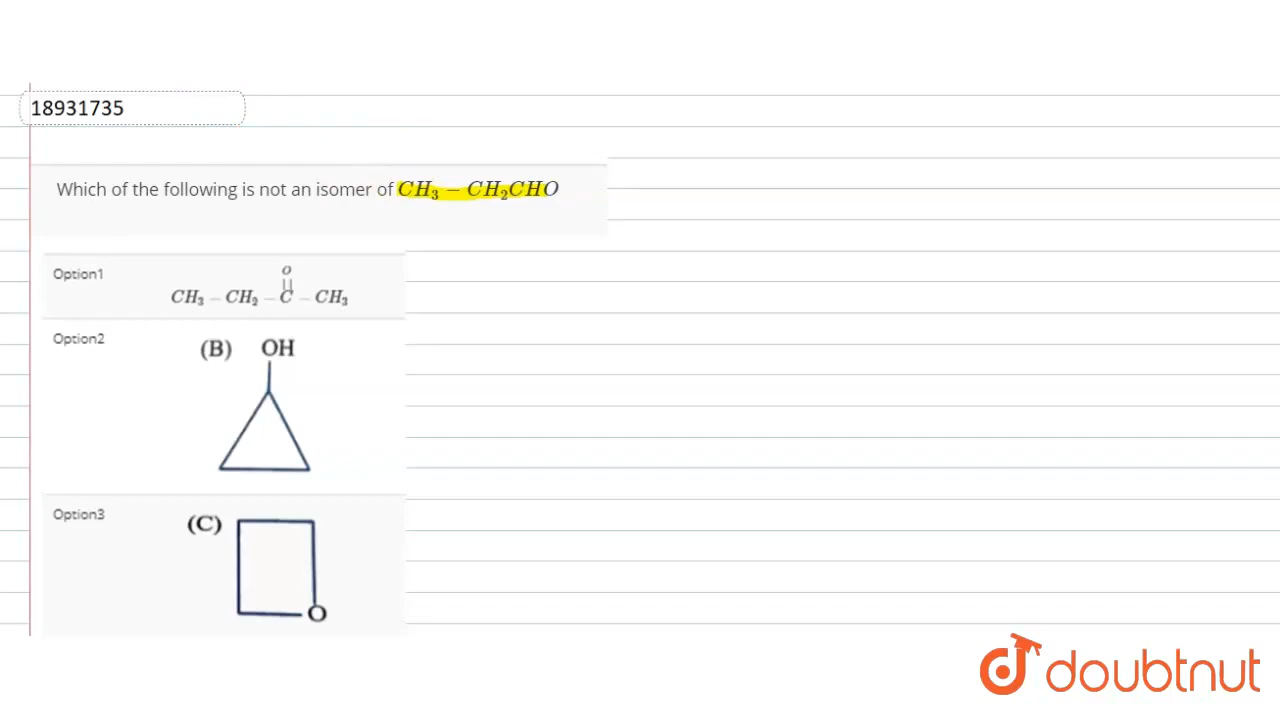 18931735
Which of the following is not an isomer of CH₃ − CH₂CHO
Option1
O
||
CH₃ − CH₂ − C − CH₃
Option2
(B) OH
Option3
(C)
O
doubtnut